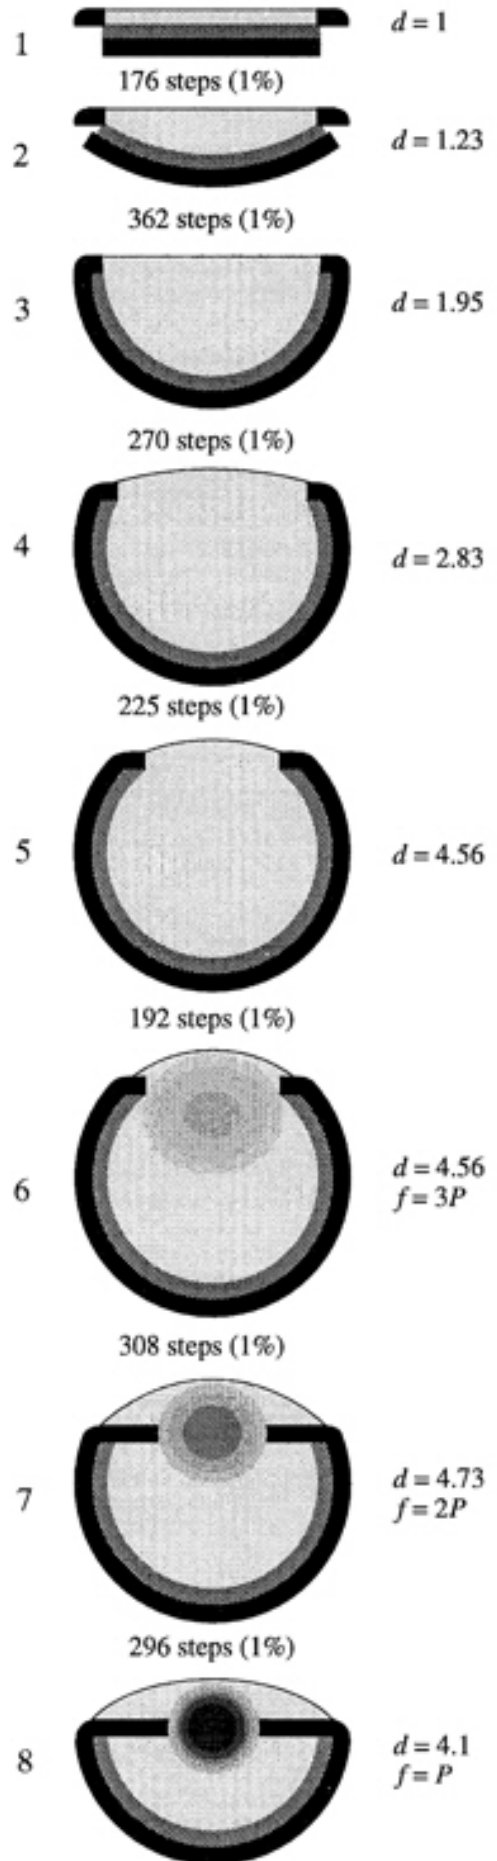 1
d = 1
176 steps (1%)
2
d = 1.23
362 steps (1%)
3
d = 1.95
270 steps (1%)
4
d = 2.83
225 steps (1%)
5
d = 4.56
192 steps (1%)
6
d = 4.56
f = 3P
308 steps (1%)
7
d = 4.73
f = 2P
296 steps (1%)
8
d = 4.1
f = P